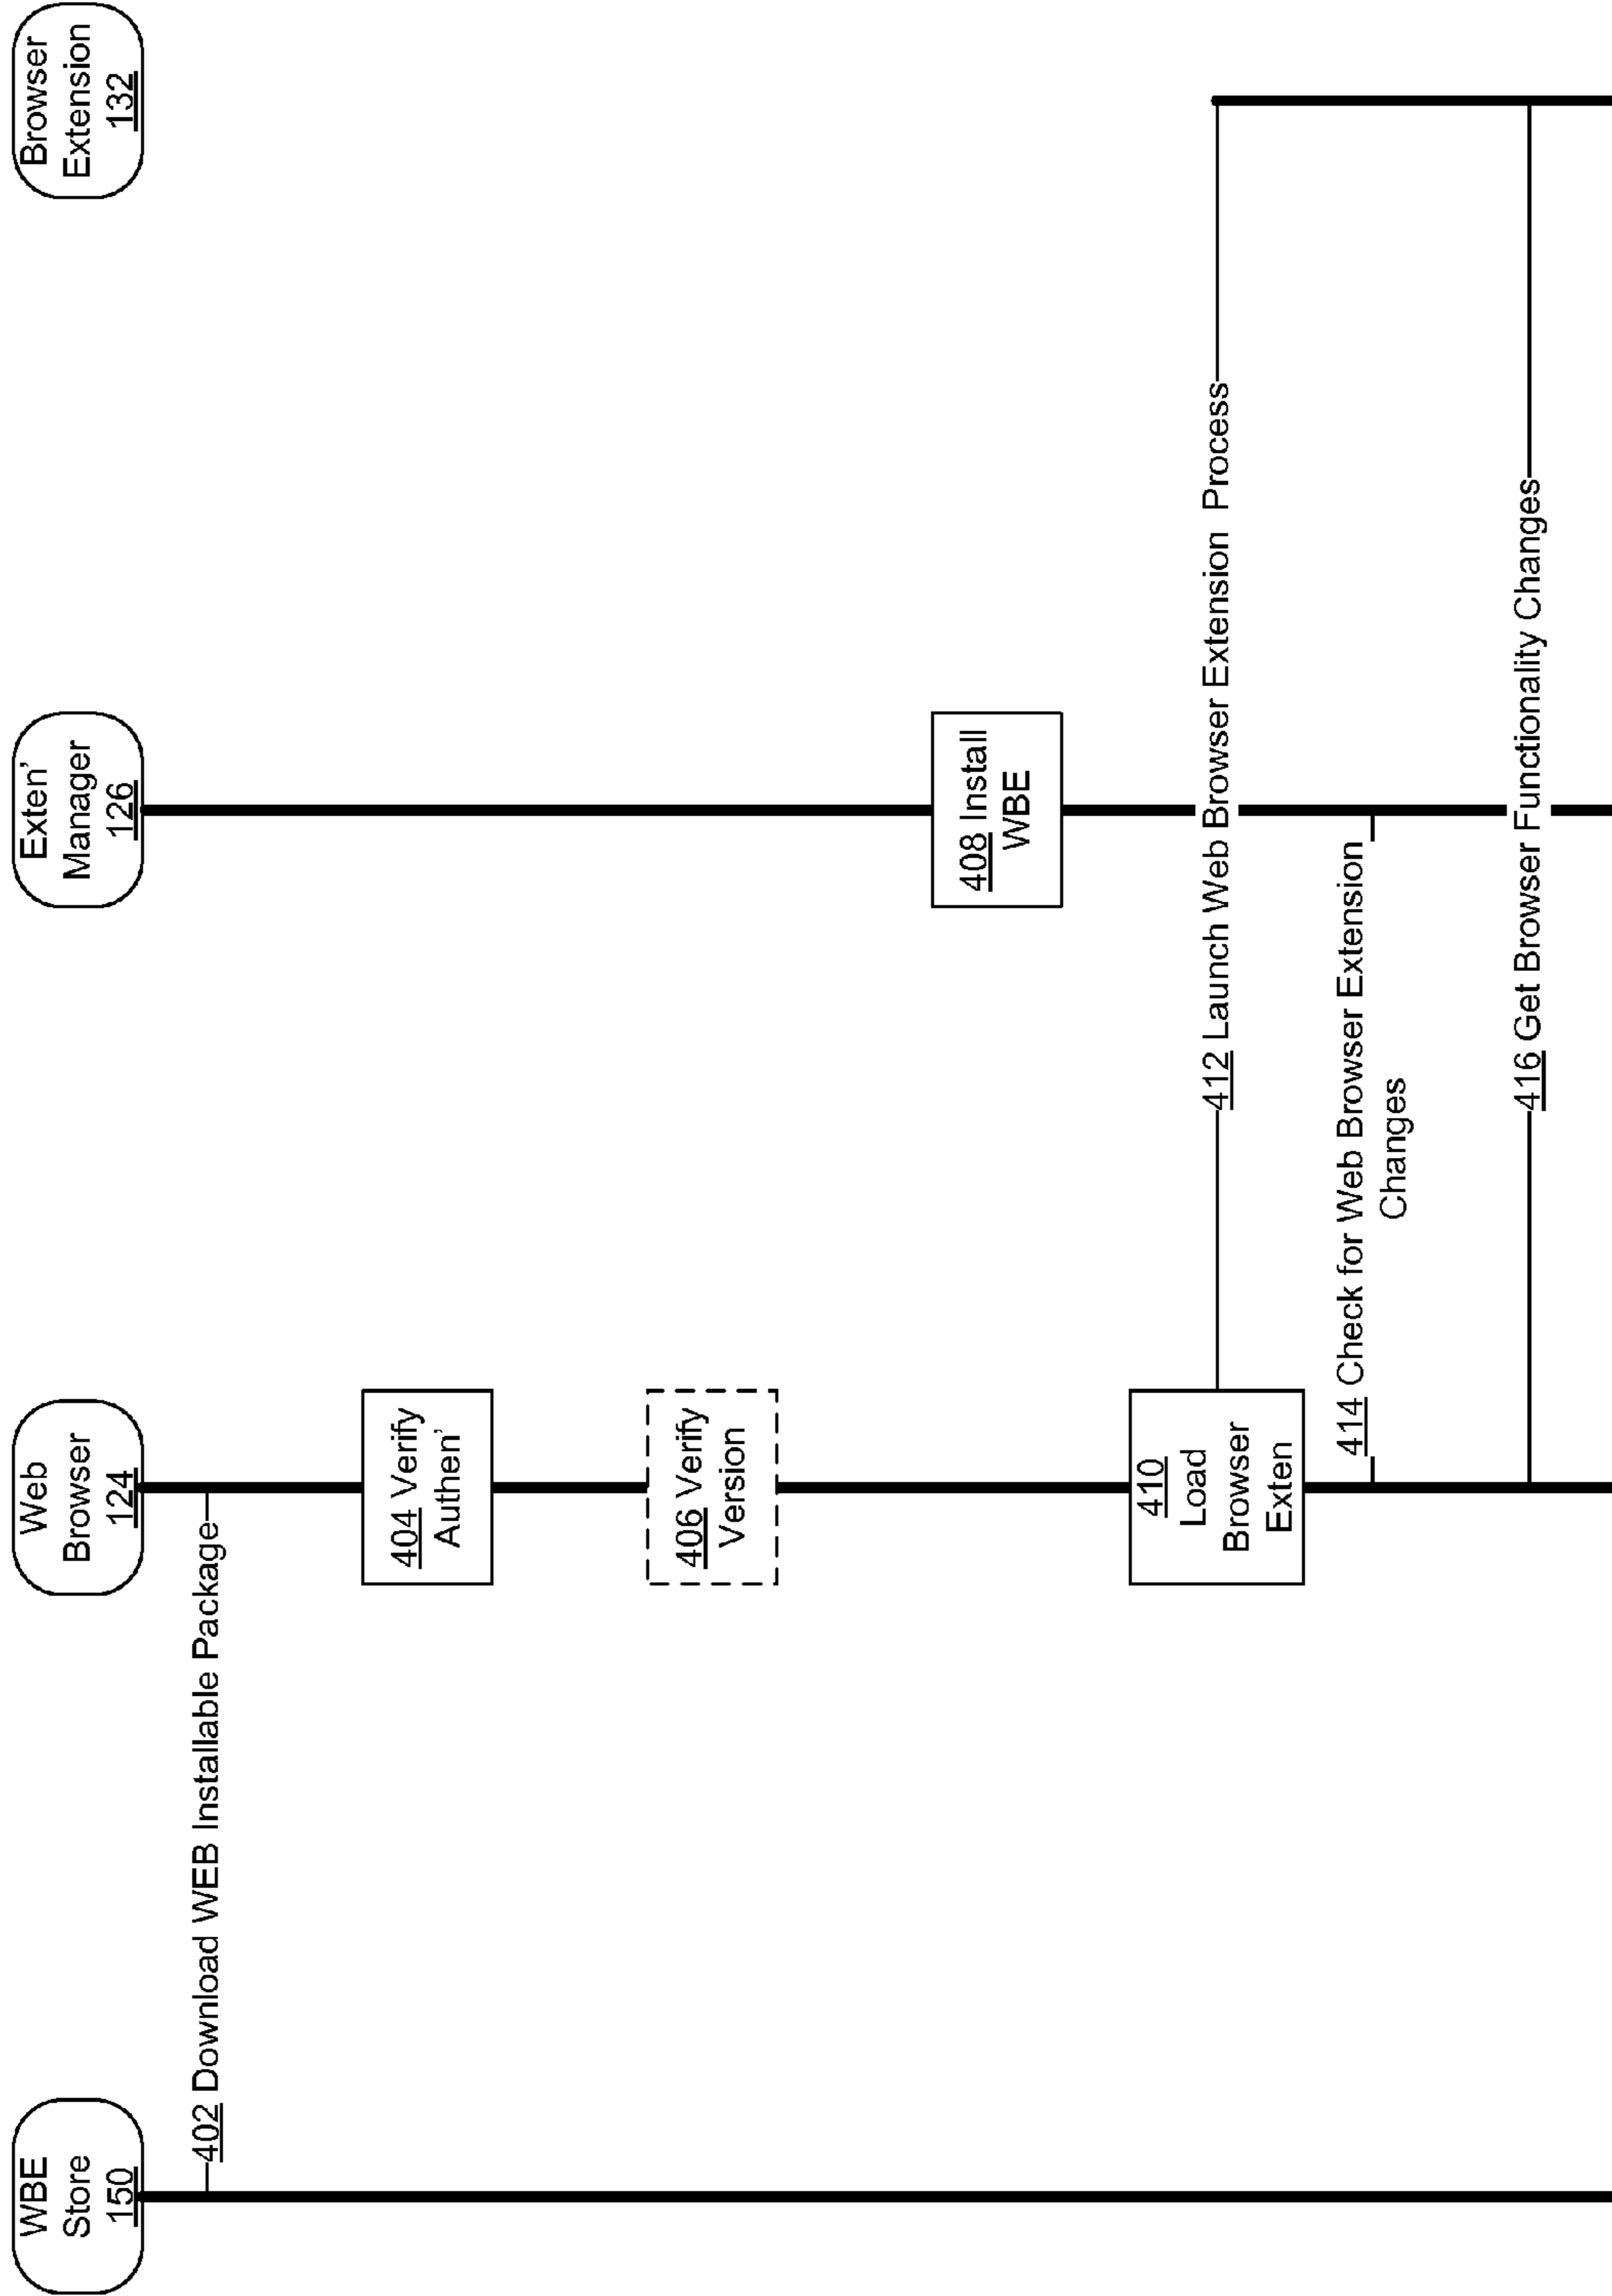 WBE
Store
150
Web
Browser
124
Exten’
Manager
126
Browser
Extension
132
402 Download WEB Installable Package
404 Verify
Authen’
406 Verify
Version
408 Install
WBE
410
Load
Browser
Exten
412 Launch Web Browser Extension Process
414 Check for Web Browser Extension
Changes
416 Get Browser Functionality Changes